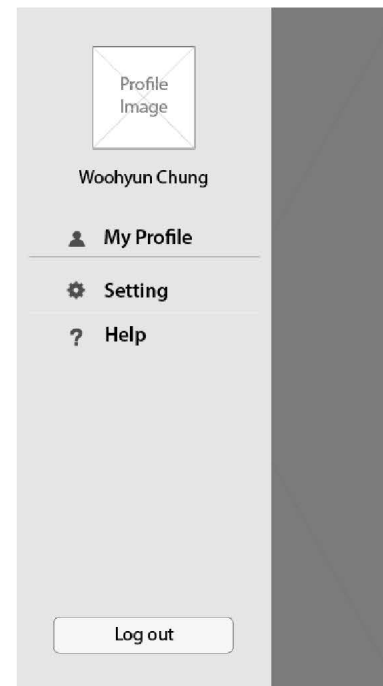 Profile
Image
Woohyun Chung
My Profile
Setting
? Help
Log out